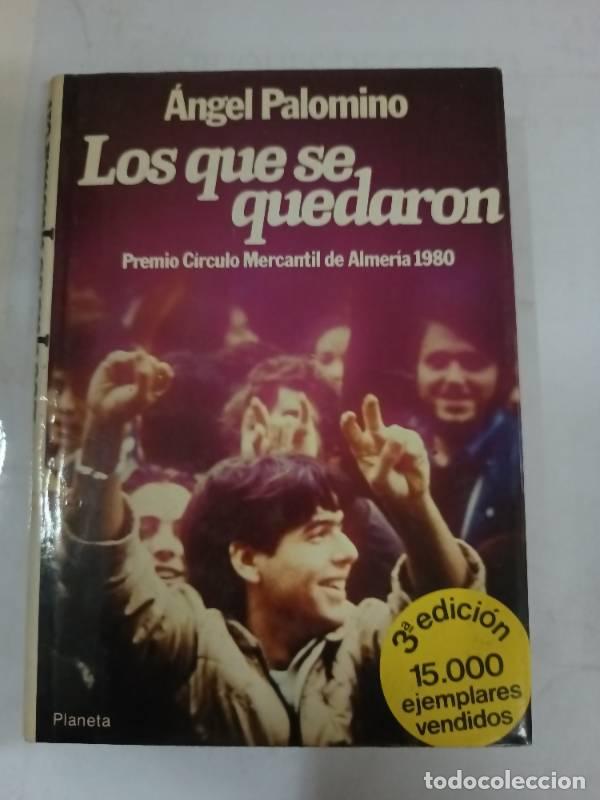 Ángel Palomino
Los que se
quedaron
Premio Círculo Mercantil de Almería 1980
3ª edición
15.000
ejemplares
vendidos
Planeta
todocoleccion